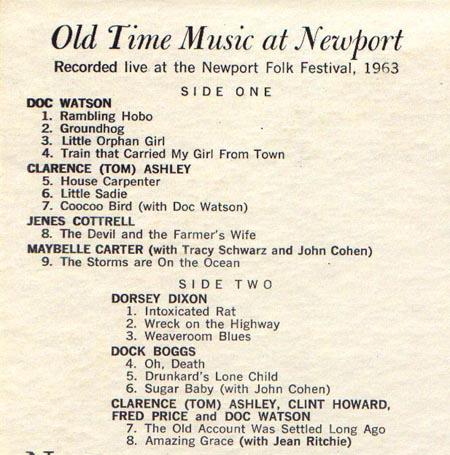 Old Time Music at Newport
Recorded live at the Newport Folk Festival, 1963
SIDE ONE
DOC WATSON
1. Rambling Hobo
2. Groundhog
3. Little Orphan Girl
4. Train that Carried My Girl From Town
CLARENCE (TOM) ASHLEY
5. House Carpenter
6. Little Sadie
7. Coocoo Bird (with Doc Watson)
JENES COTTRELL
8. The Devil and the Farmer's Wife
MAYBELLE CARTER (with Tracy Schwarz and John Cohen)
9. The Storms are On the Ocean
SIDE TWO
DORSEY DIXON
1. Intoxicated Rat
2. Wreck on the Highway
3. Weaveroom Blues
DOCK BOGGS
4. Oh, Death
5. Drunkard's Lone Child
6. Sugar Baby (with John Cohen)
CLARENCE (TOM) ASHLEY, CLINT HOWARD,
FRED PRICE and DOC WATSON
7. The Old Account Was Settled Long Ago
8. Amazing Grace (with Jean Ritchie)